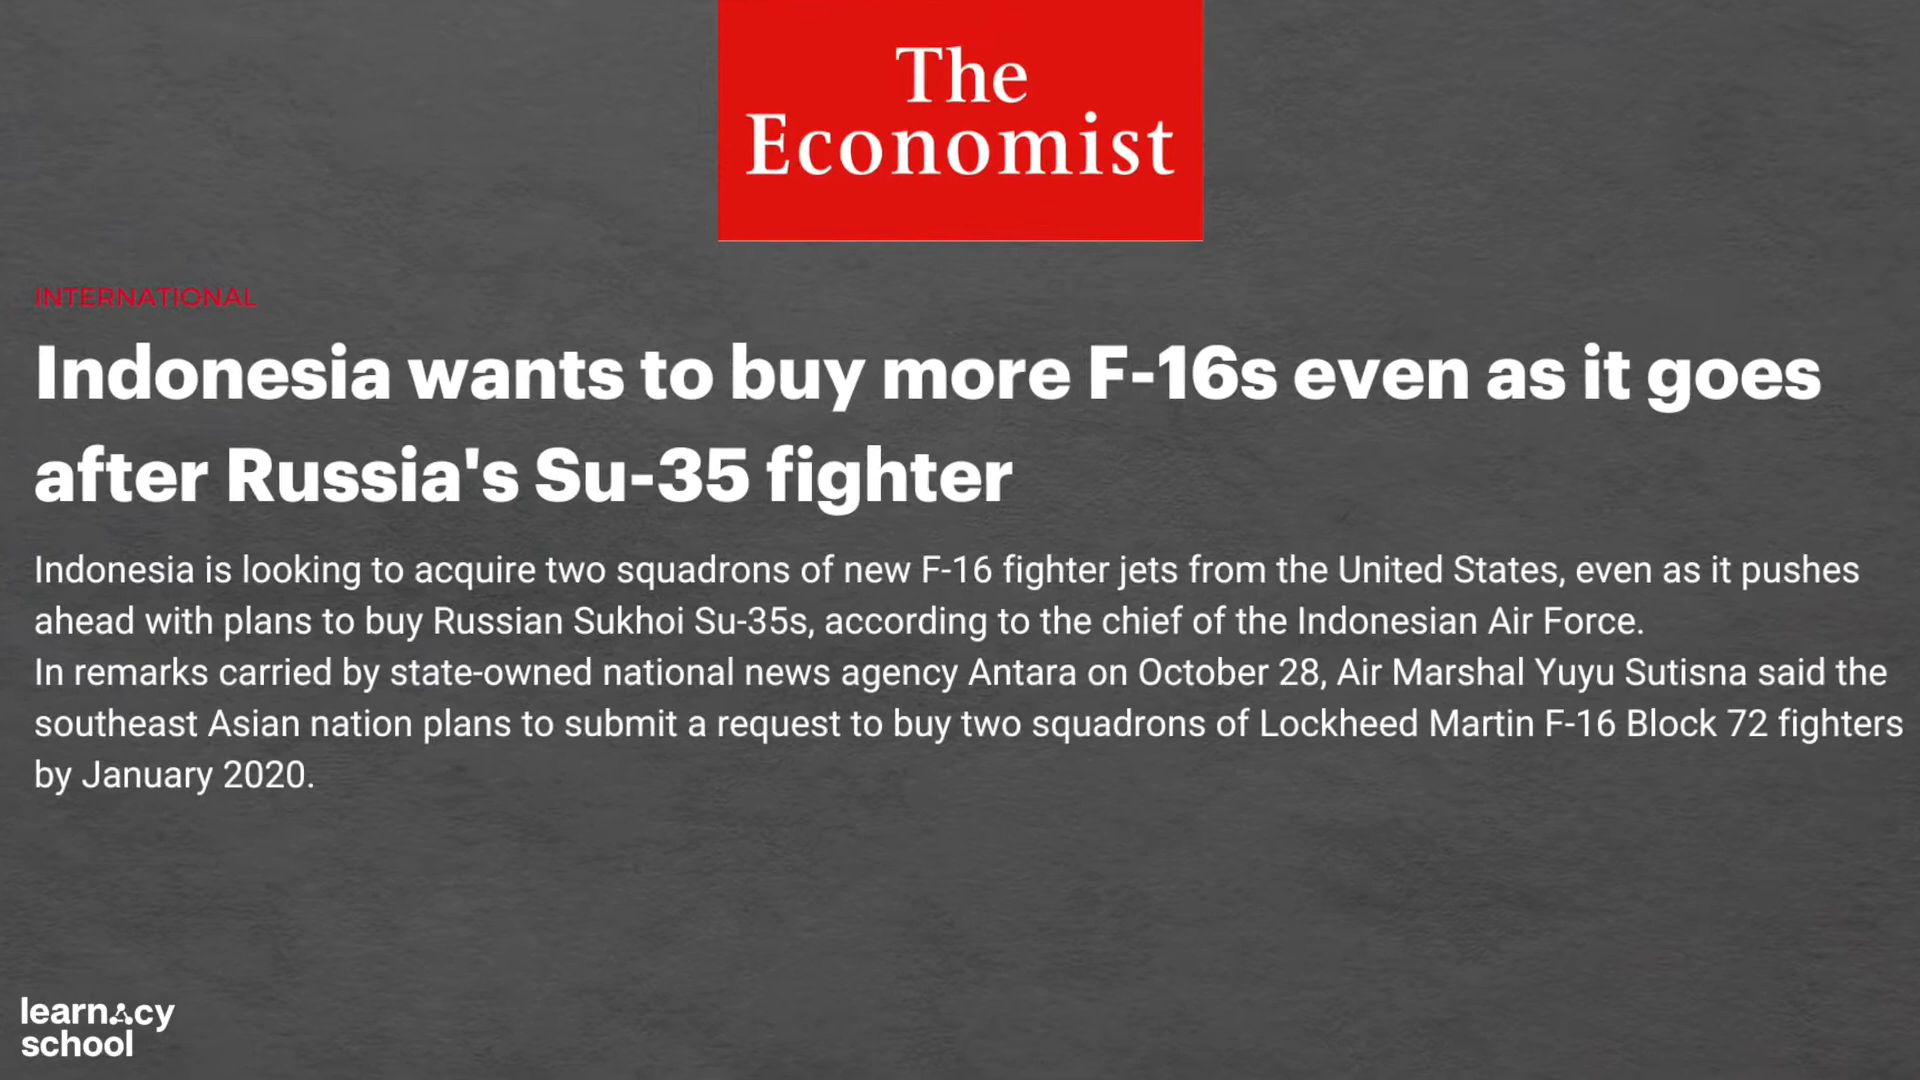 The
Economist
INTERNATIONAL
Indonesia wants to buy more F-16s even as it goes
after Russia's Su-35 fighter
Indonesia is looking to acquire two squadrons of new F-16 fighter jets from the United States, even as it pushes
ahead with plans to buy Russian Sukhoi Su-35s, according to the chief of the Indonesian Air Force.
In remarks carried by state-owned national news agency Antara on October 28, Air Marshal Yuyu Sutisna said the
southeast Asian nation plans to submit a request to buy two squadrons of Lockheed Martin F-16 Block 72 fighters
by January 2020.
learnacy
school